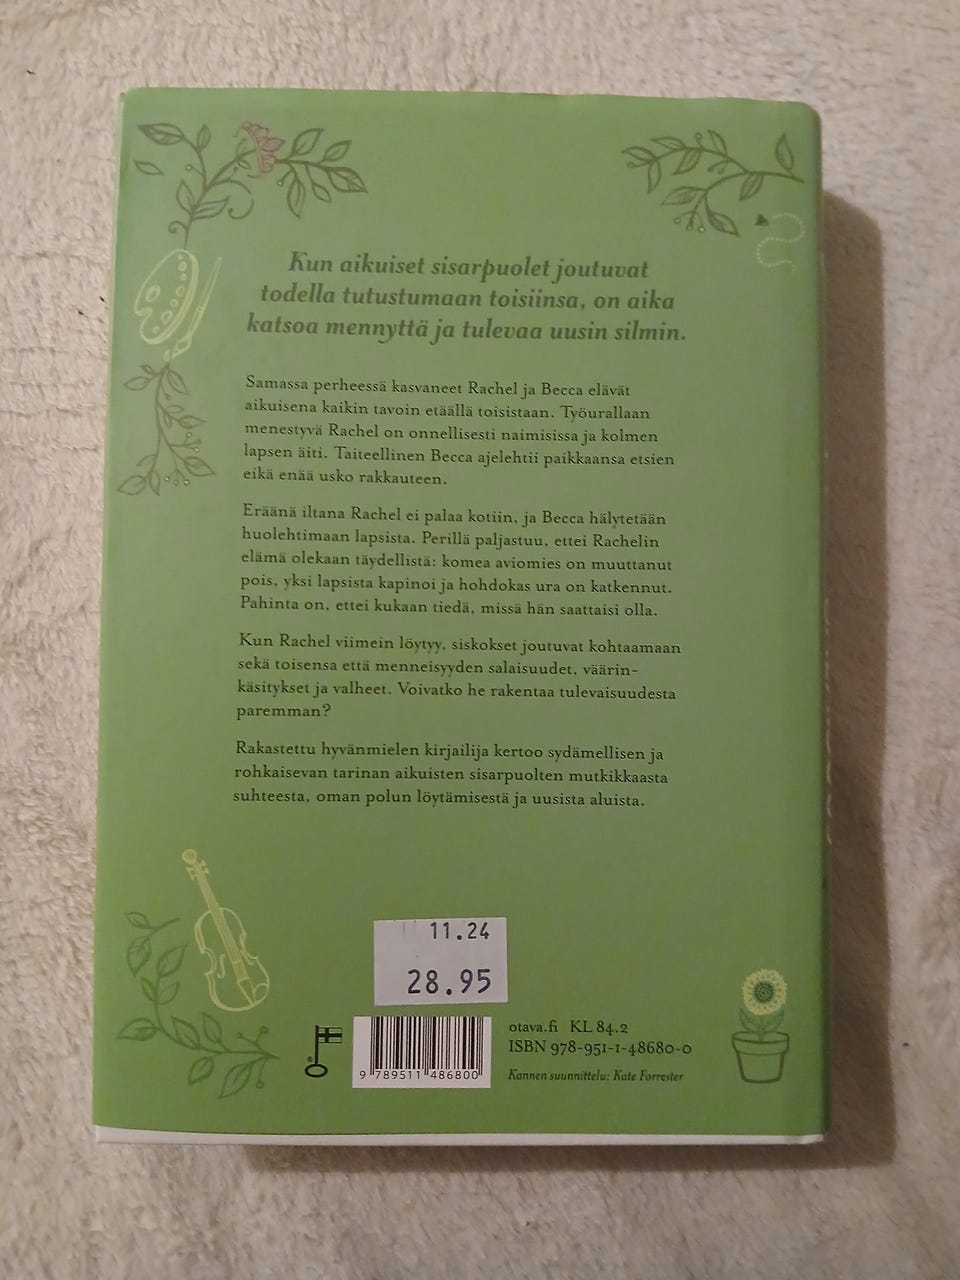 Kun aikuiset sisarpuolet joutuvat
todella tutustumaan toisiinsa, on aika
katsoa mennyttä ja tulevaa uusin silmin.
Samassa perheessä kasvaneet Rachel ja Becca elävät
aikuisena kaikin tavoin etäällä toisistaan. Työurallaan
menestyvä Rachel on onnellisesti naimisissa ja kolmen
lapsen äiti. Taiteellinen Becca ajelehtii paikkaansa etsien
eikä enää usko rakkauteen.
Eräänä iltana Rachel ei palaa kotiin, ja Becca hälytetään
huolehtimaan lapsista. Perillä paljastuu, ettei Rachelin
elämä olekaan täydellistä: komea aviomies on muuttanut
pois, yksi lapsista kapinoi ja hohdokas ura on katkennut.
Pahinta on, ettei kukaan tiedä, missä hän saattaisi olla.
Kun Rachel viimein löytyy, siskokset joutuvat kohtaamaan
sekä toisensa että menneisyyden salaisuudet, väärin-
käsitykset ja valheet. Voivatko he rakentaa tulevaisuudesta
paremman?
Rakastettu hyvänmielen kirjailija kertoo sydämellisen ja
rohkaisevan tarinan aikuisten sisarpuolten mutkikkaasta
suhteesta, oman polun löytämisestä ja uusista aluista.
11.24
28.95
otava.fi KL 84.2
ISBN 978-951-1-48680-0
Kannen suunnittelu: Kate Forrester
9 789511 486800